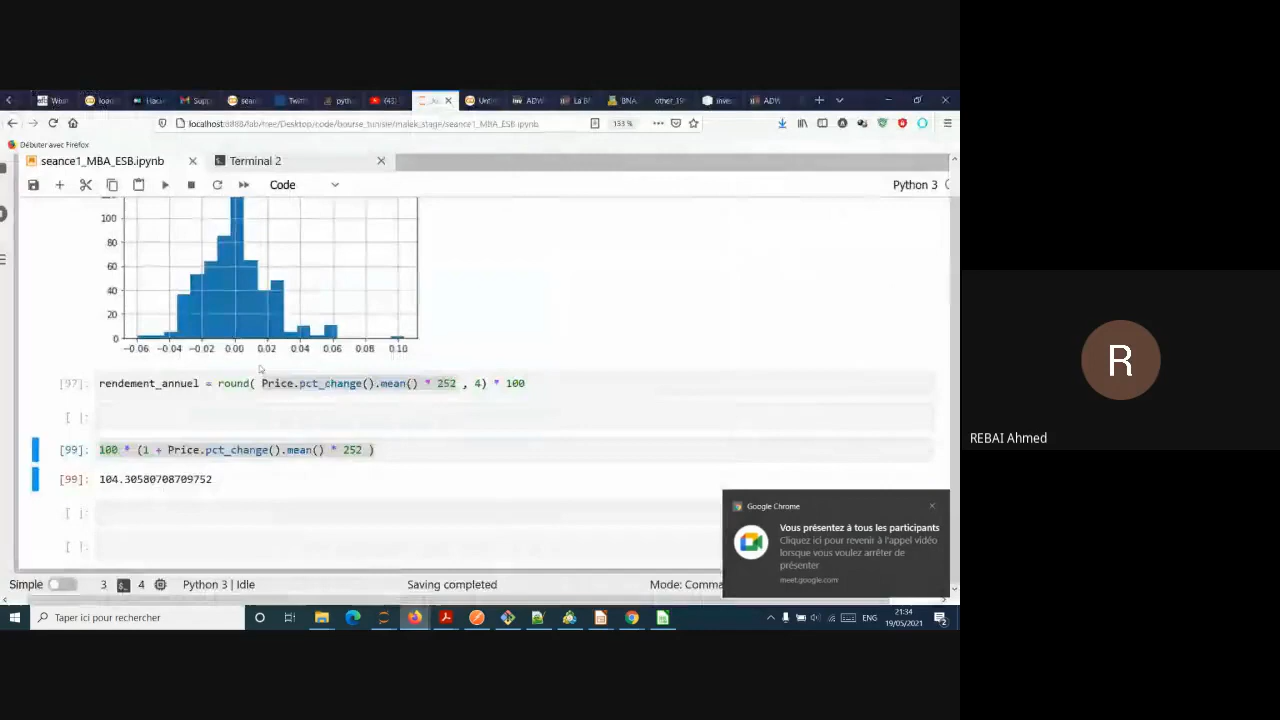 localhost:8888/lab/tree/Desktop/code/bourse_tunisie/malek_stage/seance1_MBA_ESB.ipynb
133 %
Débuter avec Firefox
seance1_MBA_ESB.ipynb
Terminal 2
Code
Python 3
100
80
60
40
20
0
−0.06 −0.04 −0.02 0.00 0.02 0.04 0.06 0.08 0.10
[97]: rendement_annuel = round( Price.pct_change().mean() * 252 , 4) * 100
[ ]:
[99]: 100 * (1 + Price.pct_change().mean() * 252 )
[99]: 104.30580708709752
[ ]:
[ ]:
Google Chrome
Vous présentez à tous les participants
Cliquez ici pour revenir à l'appel vidéo
lorsque vous voulez arrêter de
présenter
meet.google.com
Simple
3
4
Python 3 | Idle
Saving completed
Mode: Comma
Taper ici pour rechercher
ENG
21:34
19/05/2021
R
REBAI Ahmed